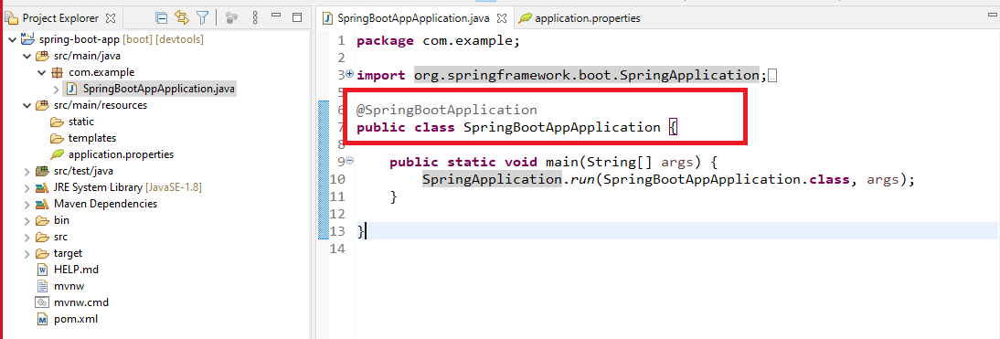 Project Explorer
spring-boot-app [boot] [devtools]
src/main/java
com.example
SpringBootAppApplication.java
src/main/resources
static
templates
application.properties
src/test/java
JRE System Library [JavaSE-1.8]
Maven Dependencies
bin
src
target
HELP.md
mvnw
mvnw.cmd
pom.xml
SpringBootAppApplication.java
application.properties
1 package com.example;
2
3 import org.springframework.boot.SpringApplication;
5
6 @SpringBootApplication
7 public class SpringBootAppApplication {
8
9 public static void main(String[] args) {
10 SpringApplication.run(SpringBootAppApplication.class, args);
11 }
12
13 }
14